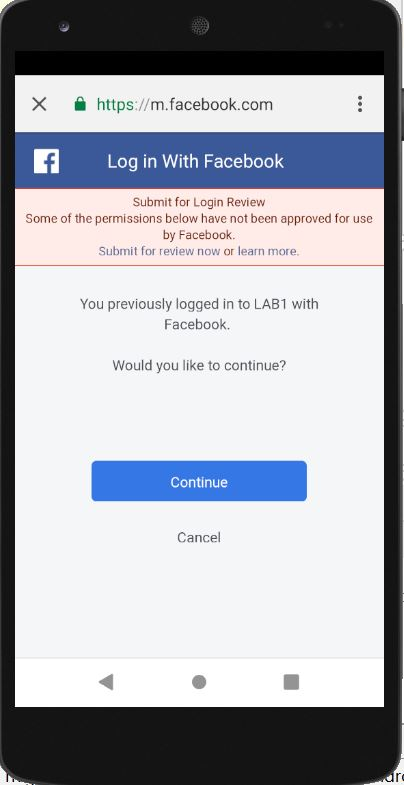 https://m.facebook.com
Log in With Facebook
Submit for Login Review
Some of the permissions below have not been approved for use
by Facebook.
Submit for review now or learn more.
You previously logged in to LAB1 with
Facebook.
Would you like to continue?
Continue
Cancel